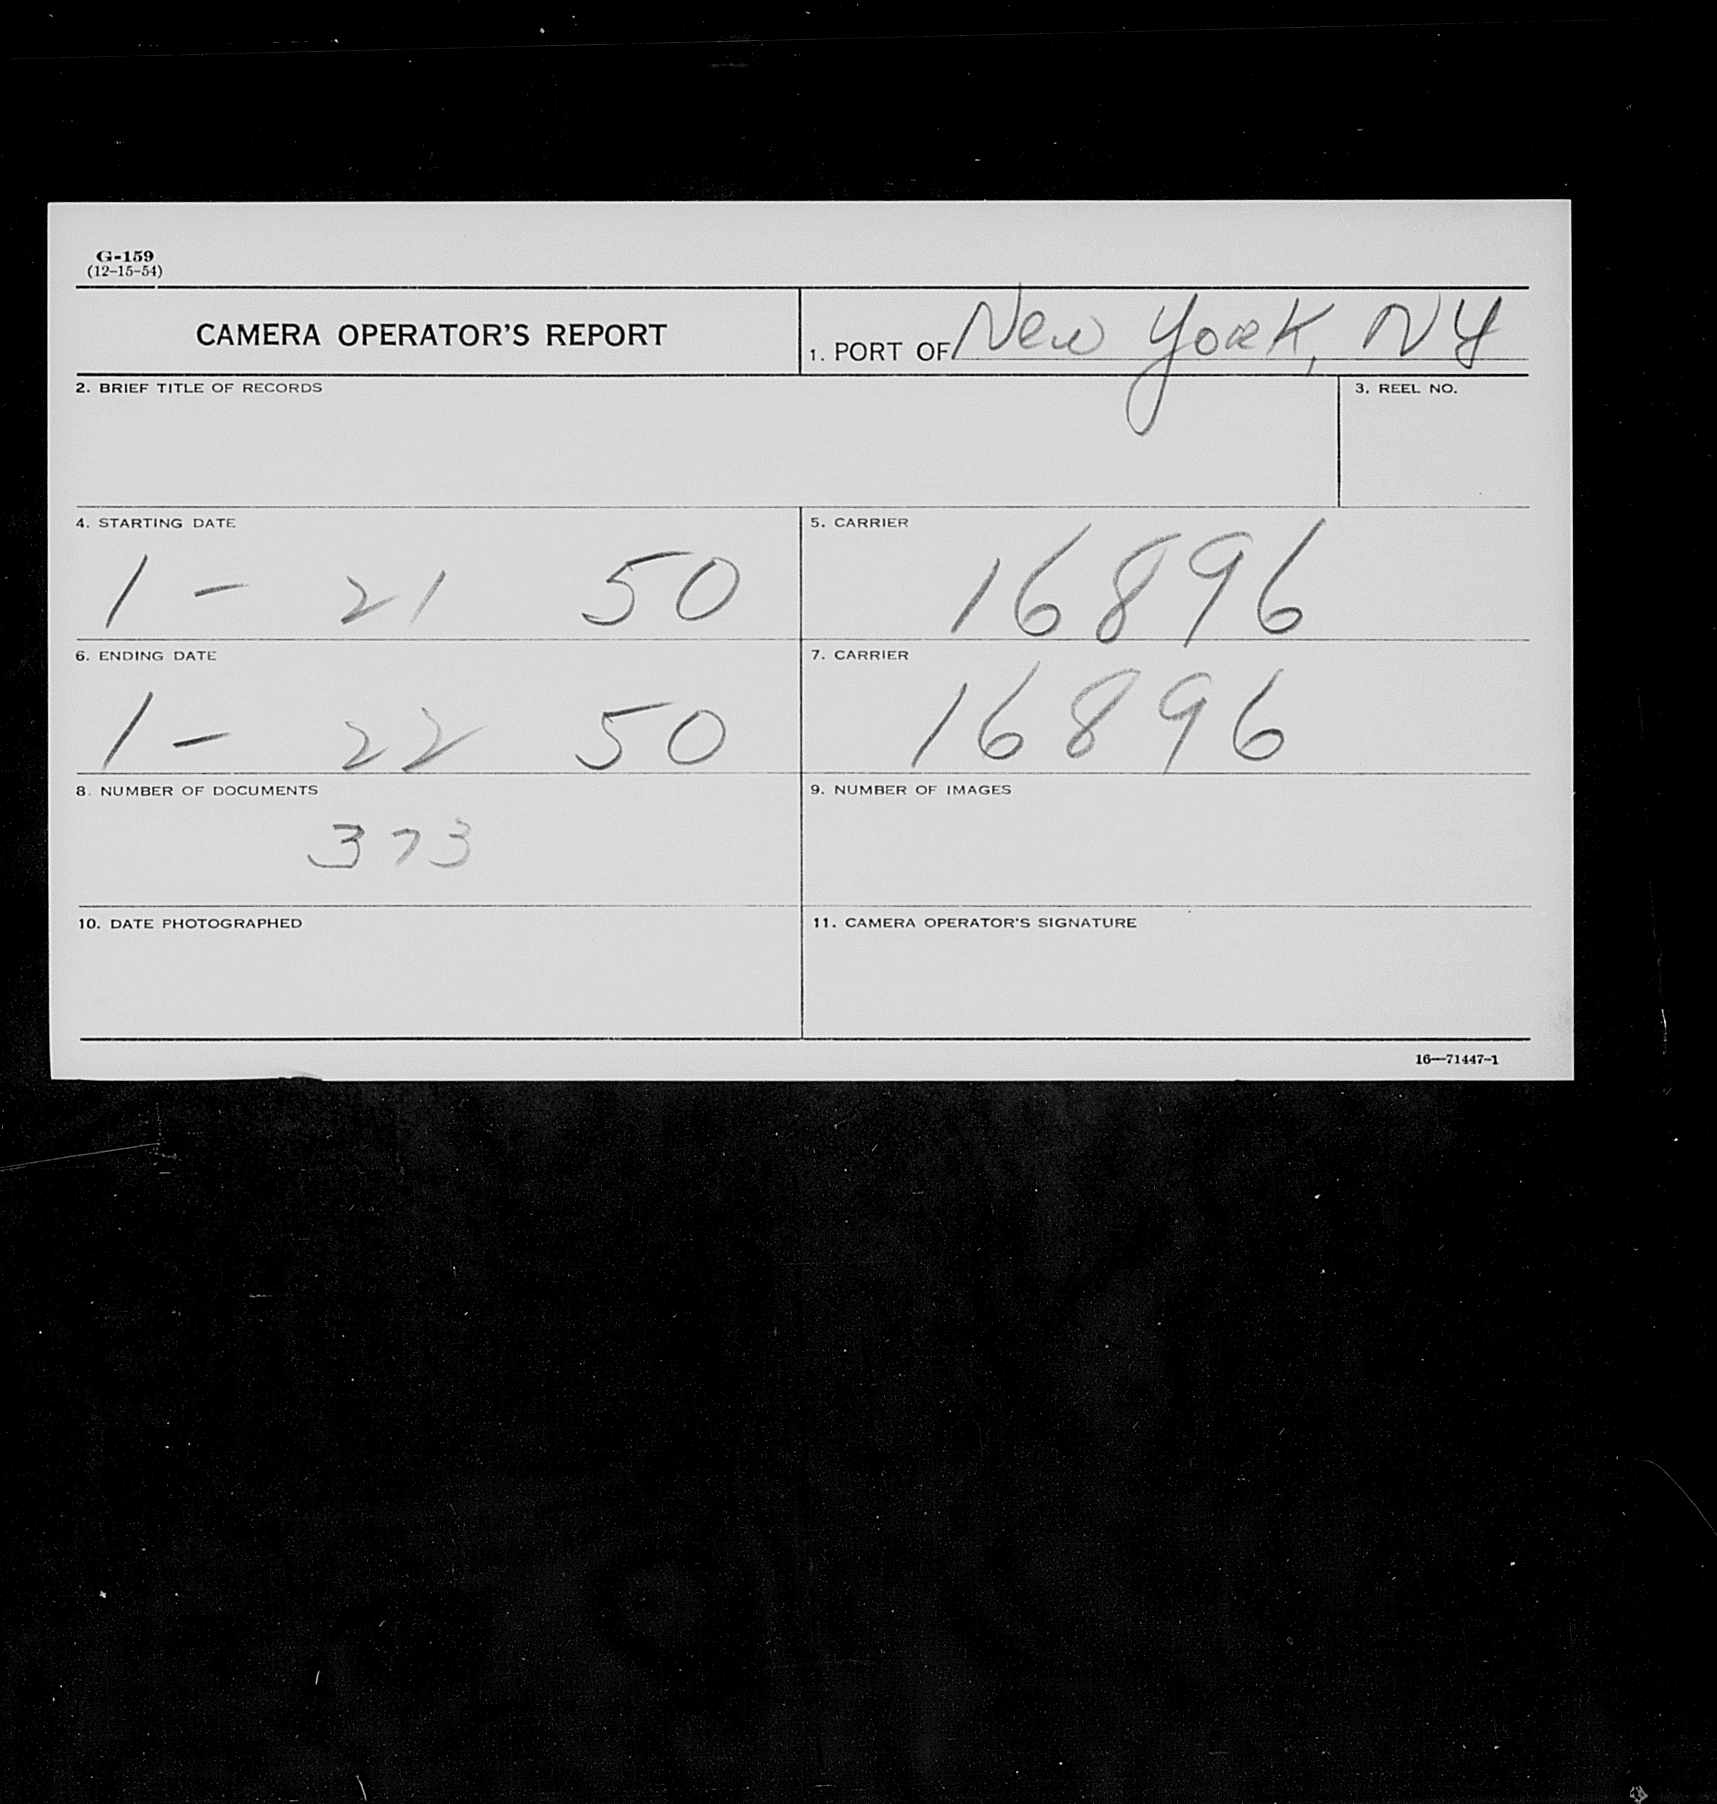 G-159
(12-15-54)
CAMERA OPERATOR'S REPORT
1. PORT OF New York, NY
2. BRIEF TITLE OF RECORDS
3. REEL NO.
4. STARTING DATE
1 - 21 50
5. CARRIER
16896
6. ENDING DATE
1 - 22 50
7. CARRIER
16896
8. NUMBER OF DOCUMENTS
373
9. NUMBER OF IMAGES
10. DATE PHOTOGRAPHED
11. CAMERA OPERATOR'S SIGNATURE
16—71447-1